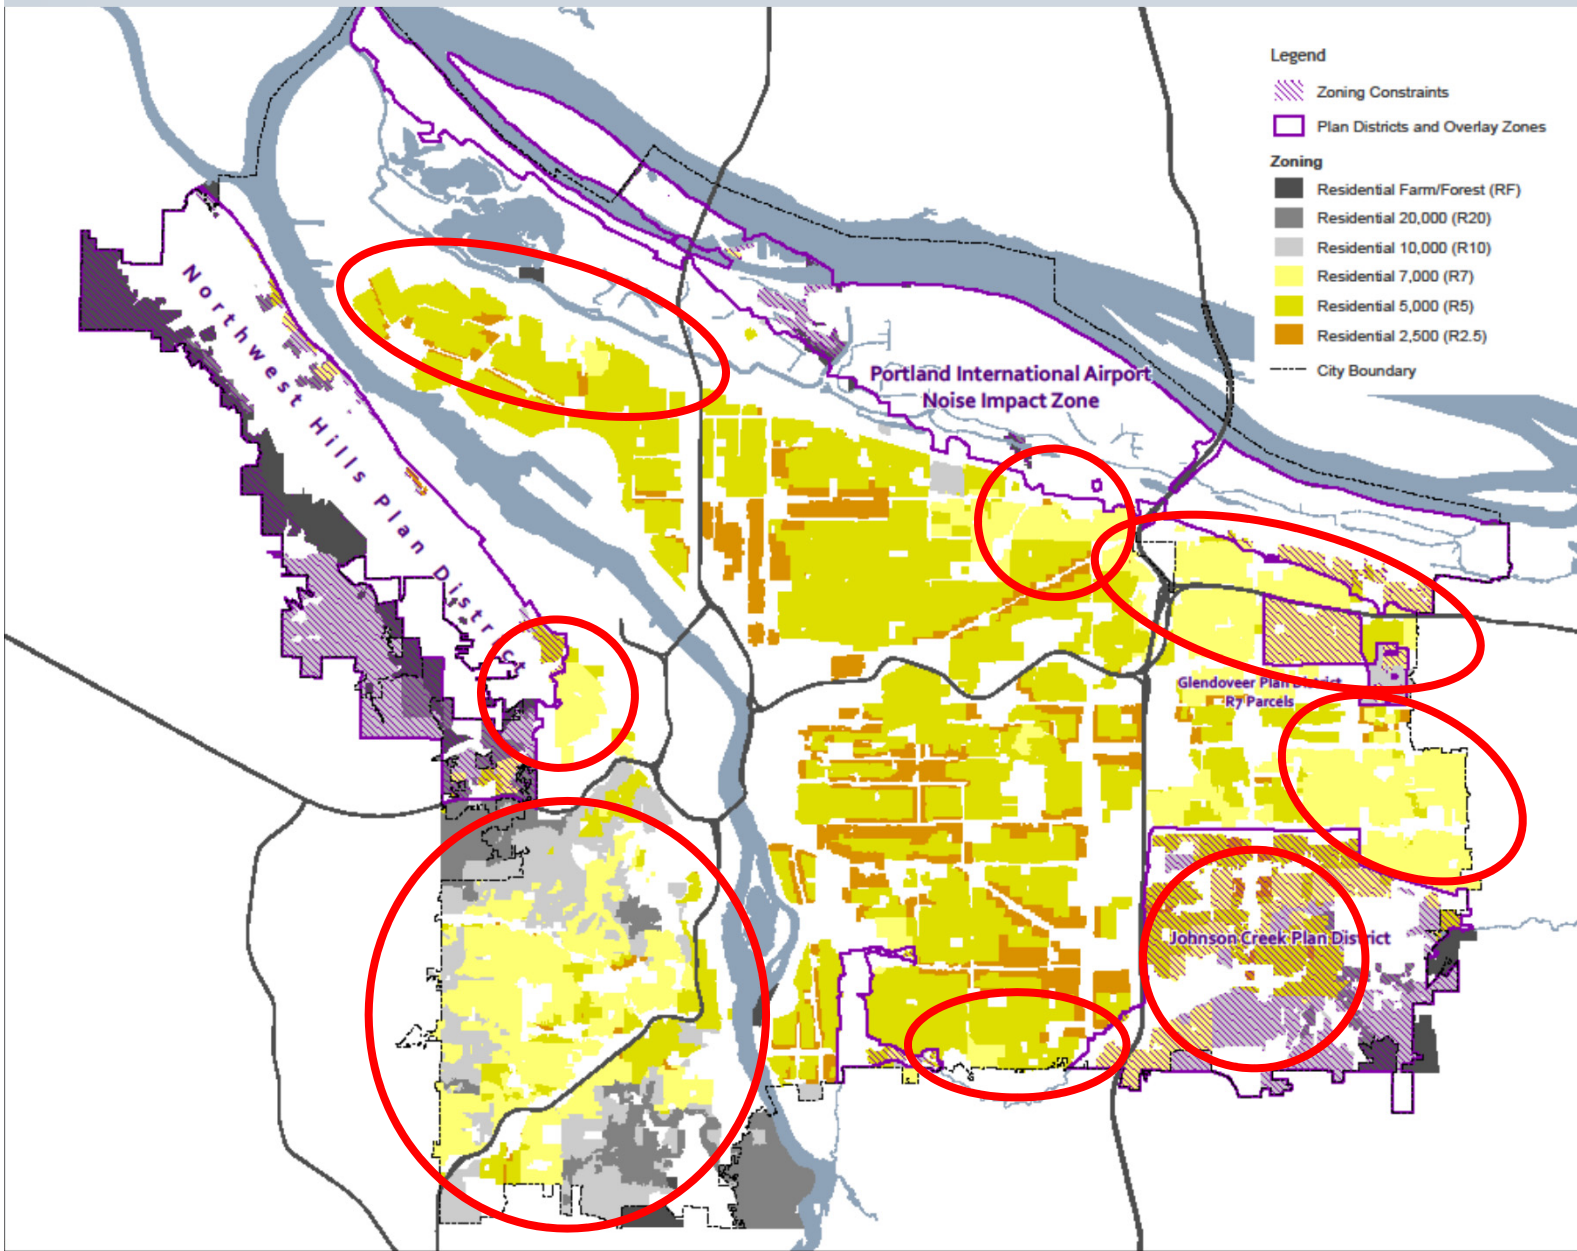 Legend
Zoning Constraints
Plan Districts and Overlay Zones
Zoning
Residential Farm/Forest (RF)
Residential 20,000 (R20)
Residential 10,000 (R10)
Residential 7,000 (R7)
Residential 5,000 (R5)
Residential 2,500 (R2.5)
City Boundary
Northwest Hills Plan District
Portland International Airport
Noise Impact Zone
Glendoveer Plan District
R7 Parcels
Johnson Creek Plan District